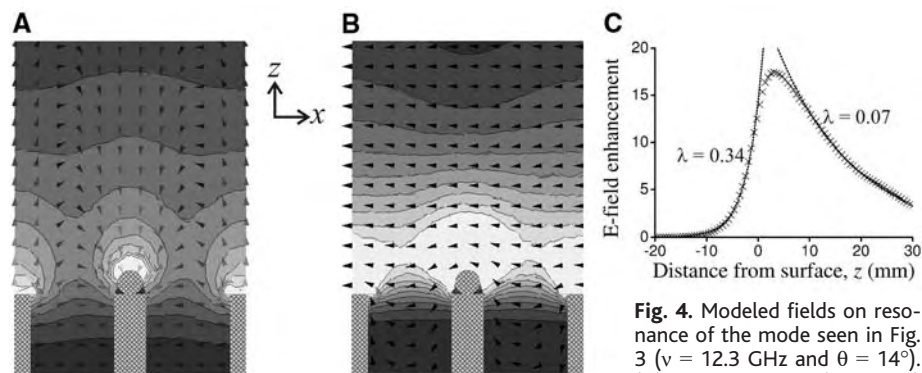 A
B
C
z
x
E-field enhancement
20
15
10
5
0
λ = 0.34
λ = 0.07
-20 -10 0 10 20 30
Distance from surface, z (mm)
Fig. 4. Modeled fields on reso-
nance of the mode seen in Fig.
3 (ν = 12.3 GHz and θ = 14°).